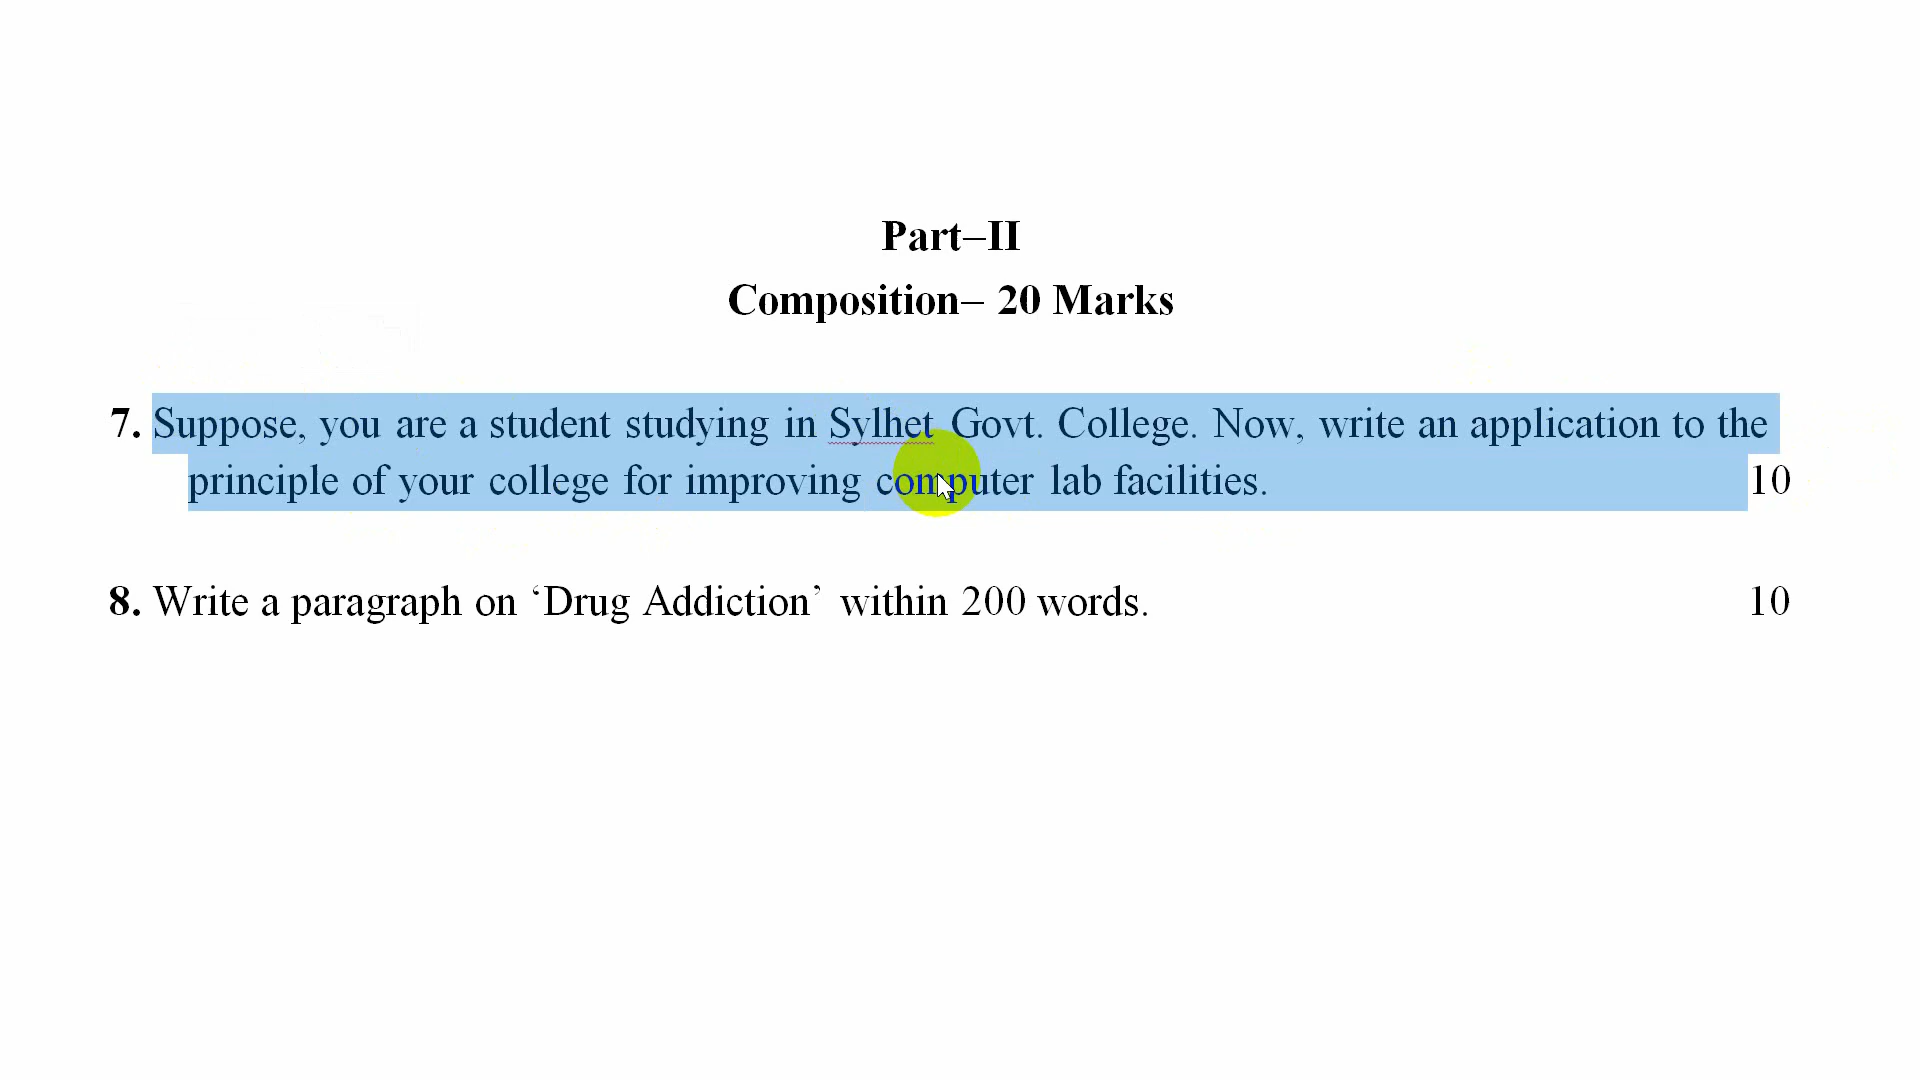 Part–II
Composition– 20 Marks
7. Suppose, you are a student studying in Sylhet Govt. College. Now, write an application to the
principle of your college for improving computer lab facilities. 10
8. Write a paragraph on ‘Drug Addiction’ within 200 words. 10